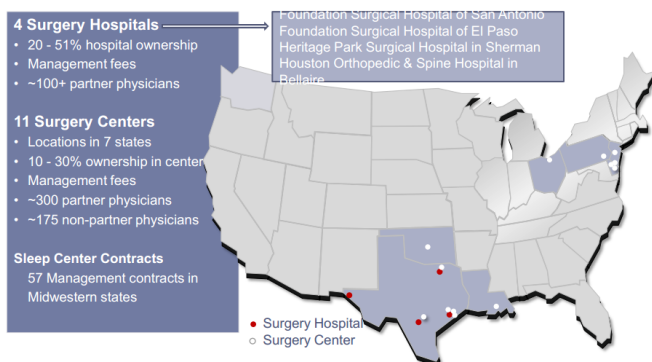 4 Surgery Hospitals
• 20 - 51% hospital ownership
• Management fees
• ~100+ partner physicians
11 Surgery Centers
• Locations in 7 states
• 10 - 30% ownership in center
• Management fees
• ~300 partner physicians
• ~175 non-partner physicians
Sleep Center Contracts
57 Management contracts in
Midwestern states
Foundation Surgical Hospital of San Antonio
Foundation Surgical Hospital of El Paso
Heritage Park Surgical Hospital in Sherman
Houston Orthopedic & Spine Hospital in
Bellaire
Surgery Hospital
Surgery Center